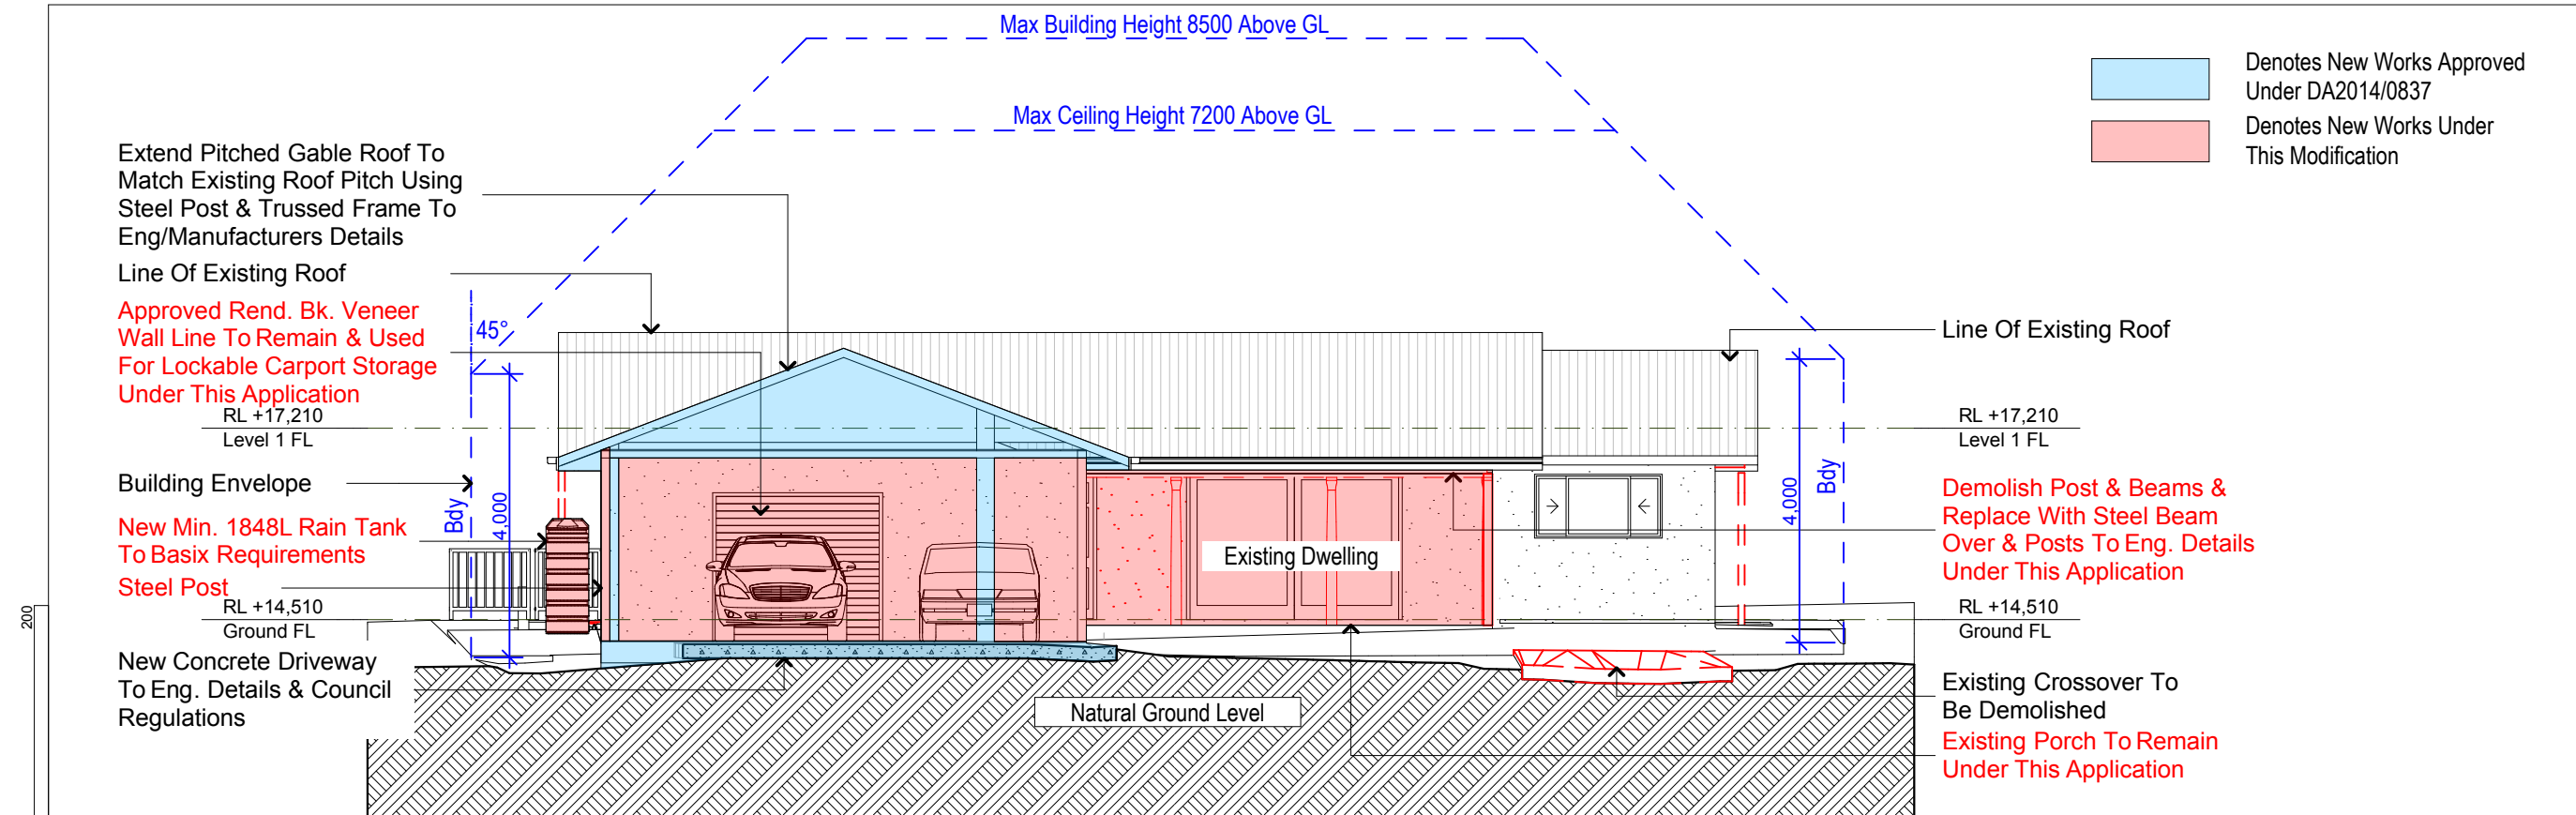 Max Building Height 8500 Above GL
Max Ceiling Height 7200 Above GL
Denotes New Works Approved
Under DA2014/0837
Denotes New Works Under
This Modification
Extend Pitched Gable Roof To
Match Existing Roof Pitch Using
Steel Post & Trussed Frame To
Eng/Manufacturers Details
Line Of Existing Roof
Approved Rend. Bk. Veneer
Wall Line To Remain & Used
For Lockable Carport Storage
Under This Application
RL +17,210
Level 1 FL
Building Envelope
New Min. 1848L Rain Tank
To Basix Requirements
Steel Post
RL +14,510
Ground FL
New Concrete Driveway
To Eng. Details & Council
Regulations
200
45°
Bdy
4,000
Existing Dwelling
Natural Ground Level
4,000
Bdy
Line Of Existing Roof
RL +17,210
Level 1 FL
Demolish Post & Beams &
Replace With Steel Beam
Over & Posts To Eng. Details
Under This Application
RL +14,510
Ground FL
Existing Crossover To
Be Demolished
Existing Porch To Remain
Under This Application